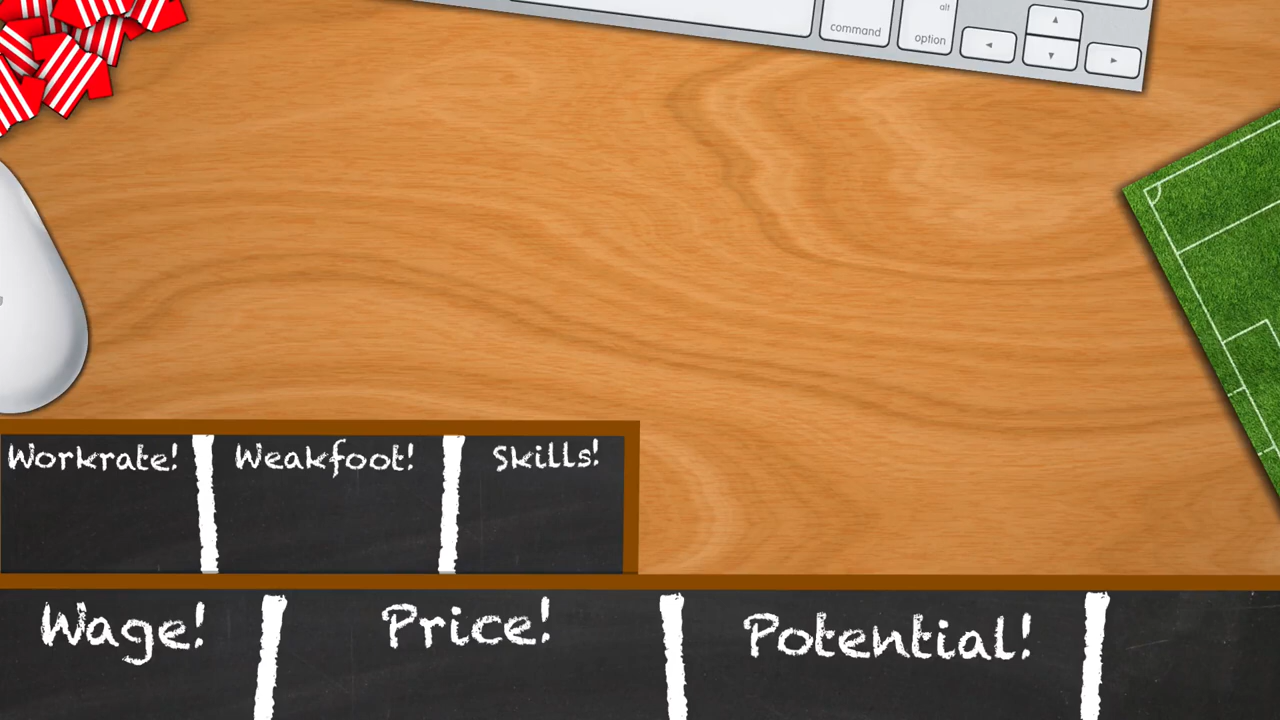 alt
command
option
Workrate!
Weakfoot!
Skills!
Wage!
Price!
Potential!